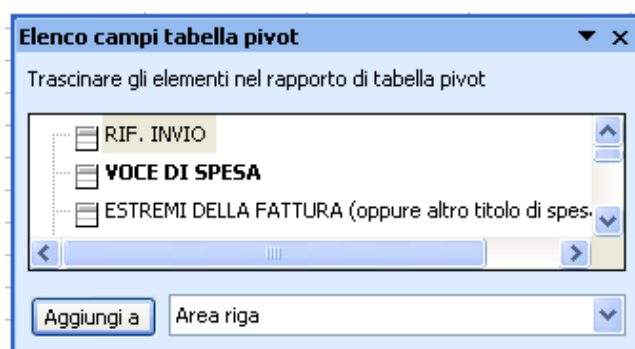 Elenco campi tabella pivot
Trascinare gli elementi nel rapporto di tabella pivot
RIF. INVIO
VOCE DI SPESA
ESTREMI DELLA FATTURA (oppure altro titolo di spes
Aggiungi a Area riga